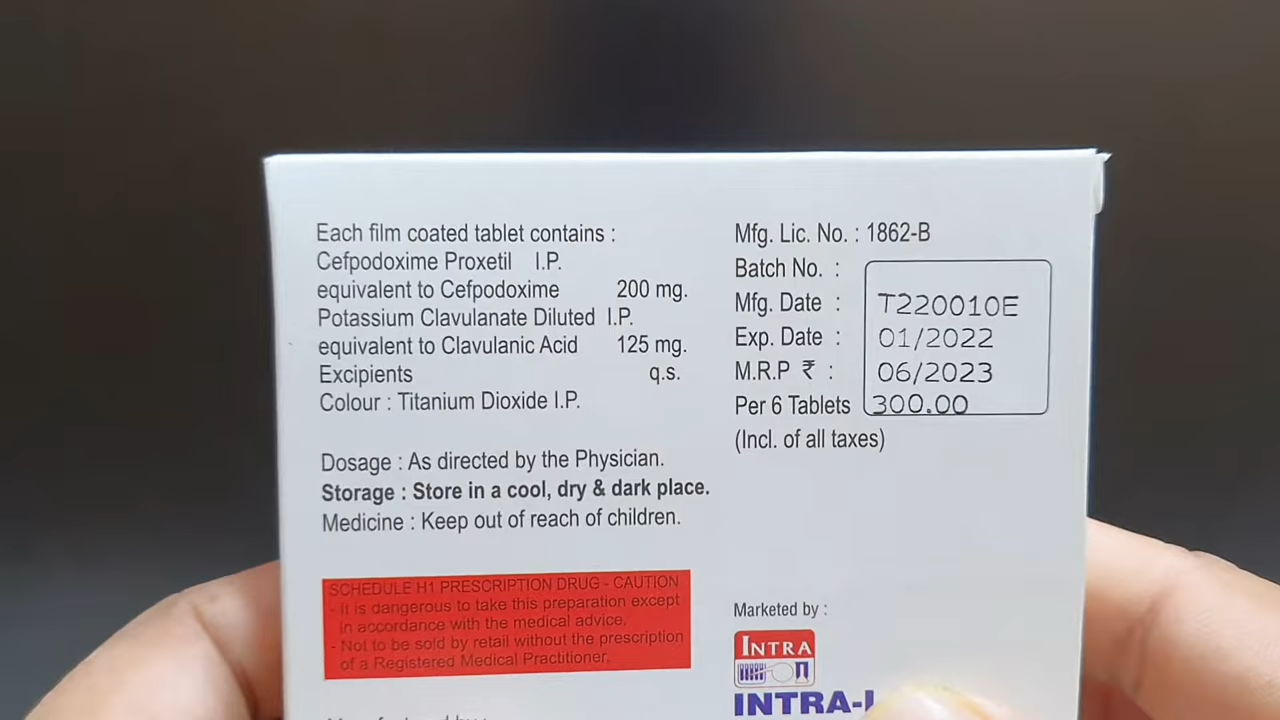 Each film coated tablet contains :
Cefpodoxime Proxetil I.P.
equivalent to Cefpodoxime 200 mg.
Potassium Clavulanate Diluted I.P.
equivalent to Clavulanic Acid 125 mg.
Excipients q.s.
Colour : Titanium Dioxide I.P.
Dosage : As directed by the Physician.
Storage : Store in a cool, dry & dark place.
Medicine : Keep out of reach of children.
SCHEDULE H1 PRESCRIPTION DRUG - CAUTION
- It is dangerous to take this preparation except
in accordance with the medical advice.
- Not to be sold by retail without the prescription
of a Registered Medical Practitioner.
Mfg. Lic. No. : 1862-B
Batch No. :
Mfg. Date : T220010E
Exp. Date : 01/2022
M.R.P ₹ : 06/2023
Per 6 Tablets 300.00
(Incl. of all taxes)
Marketed by :
INTRA
INTRA-